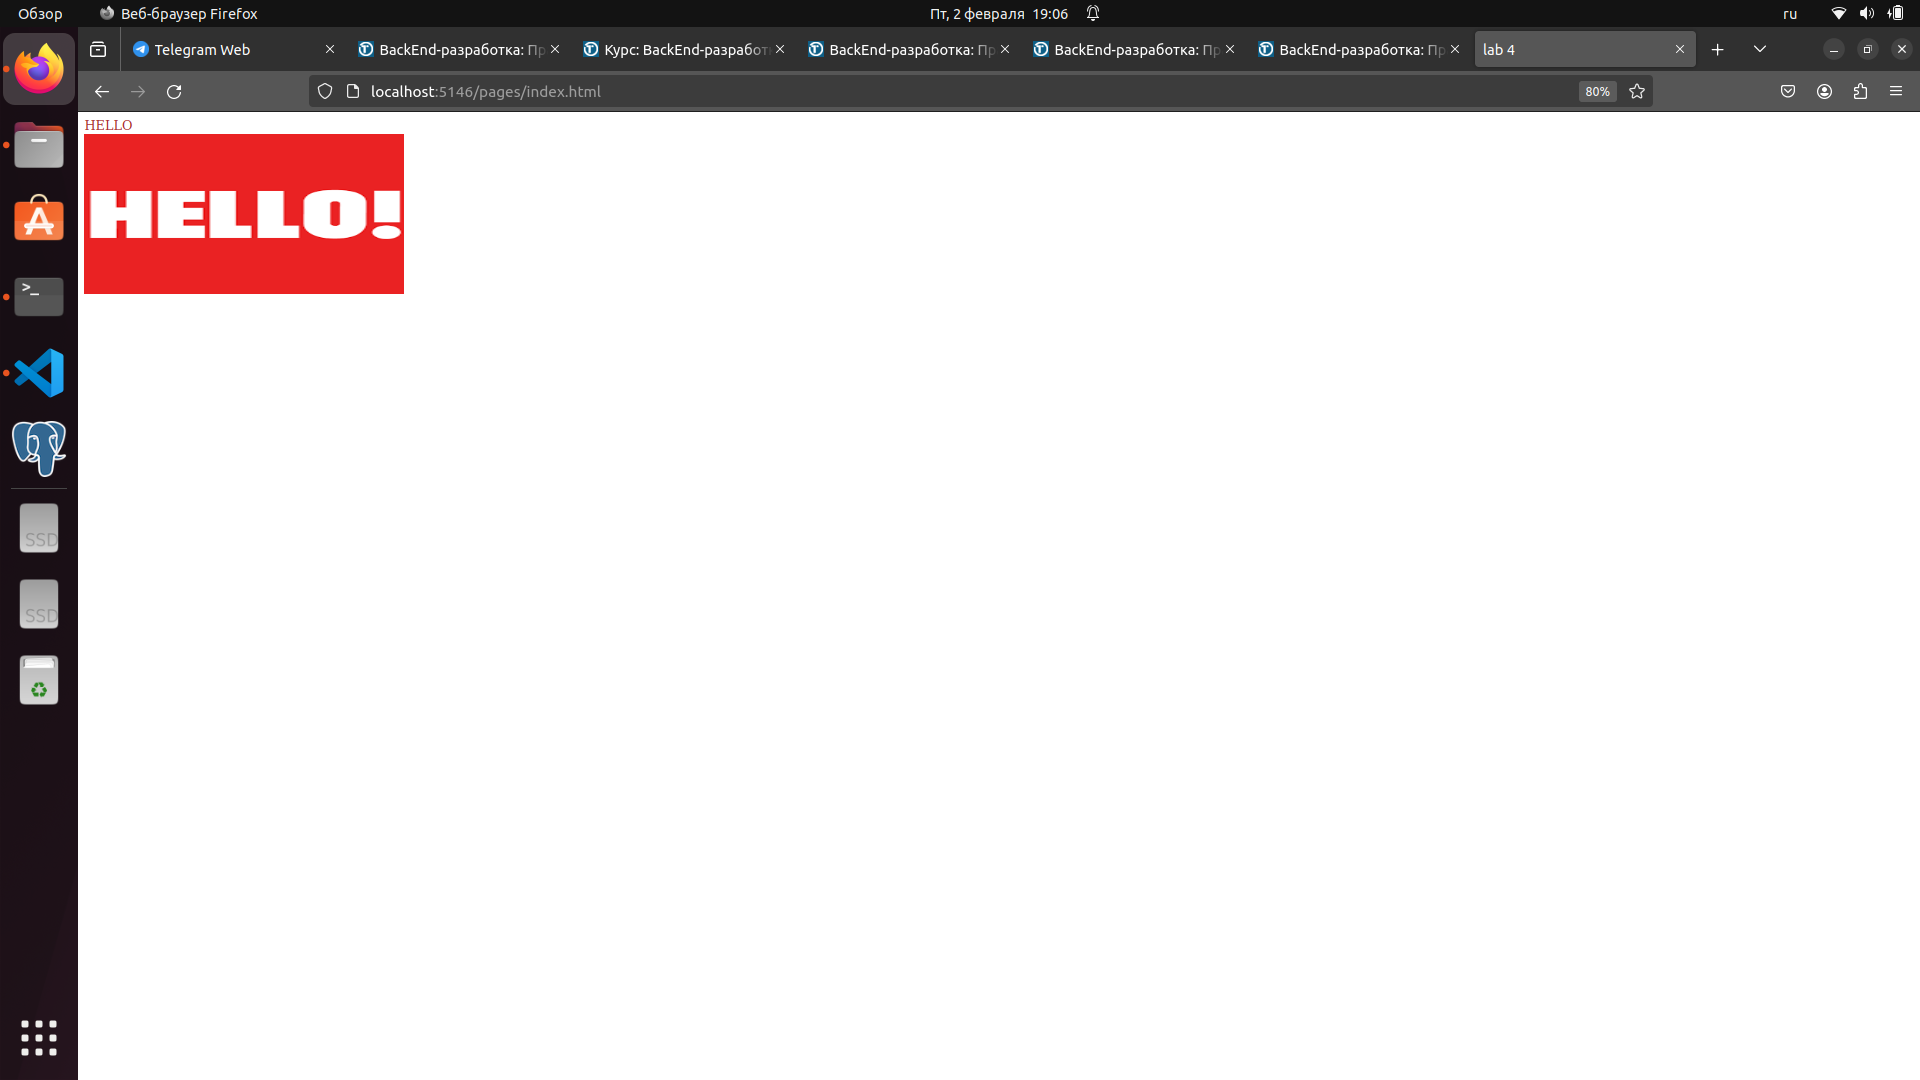 Обзор
Веб-браузер Firefox
Пт, 2 февраля 19:06
ru
Telegram Web
BackEnd-разработка: Пр
Курс: BackEnd-разработ
BackEnd-разработка: Пр
BackEnd-разработка: Пр
BackEnd-разработка: Пр
lab 4
localhost:5146/pages/index.html
80%
HELLO
HELLO!
>_
SSD
SSD